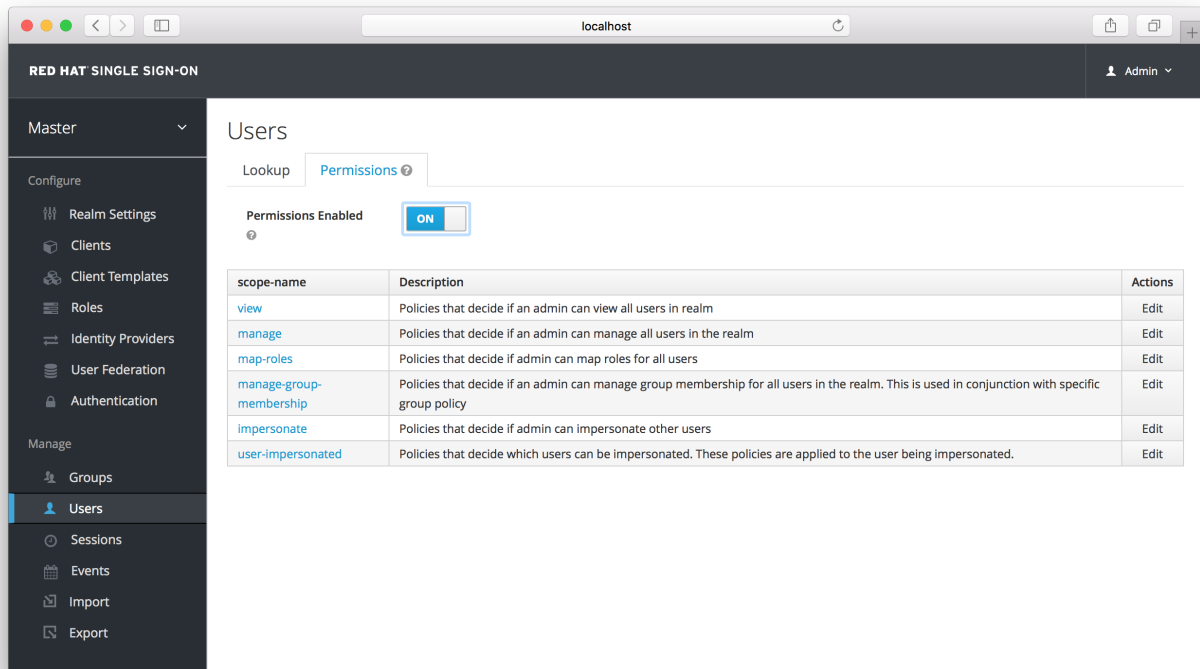 localhost
RED HAT SINGLE SIGN-ON
Admin
Master
Configure
Realm Settings
Clients
Client Templates
Roles
Identity Providers
User Federation
Authentication
Manage
Groups
Users
Sessions
Events
Import
Export
Users
Lookup
Permissions
Permissions Enabled
ON
scope-name Description Actions
view Policies that decide if an admin can view all users in realm Edit
manage Policies that decide if an admin can manage all users in the realm Edit
map-roles Policies that decide if admin can map roles for all users Edit
manage-group- Policies that decide if an admin can manage group membership for all users in the realm. This is used in conjunction with specific Edit
membership group policy
impersonate Policies that decide if admin can impersonate other users Edit
user-impersonated Policies that decide which users can be impersonated. These policies are applied to the user being impersonated. Edit